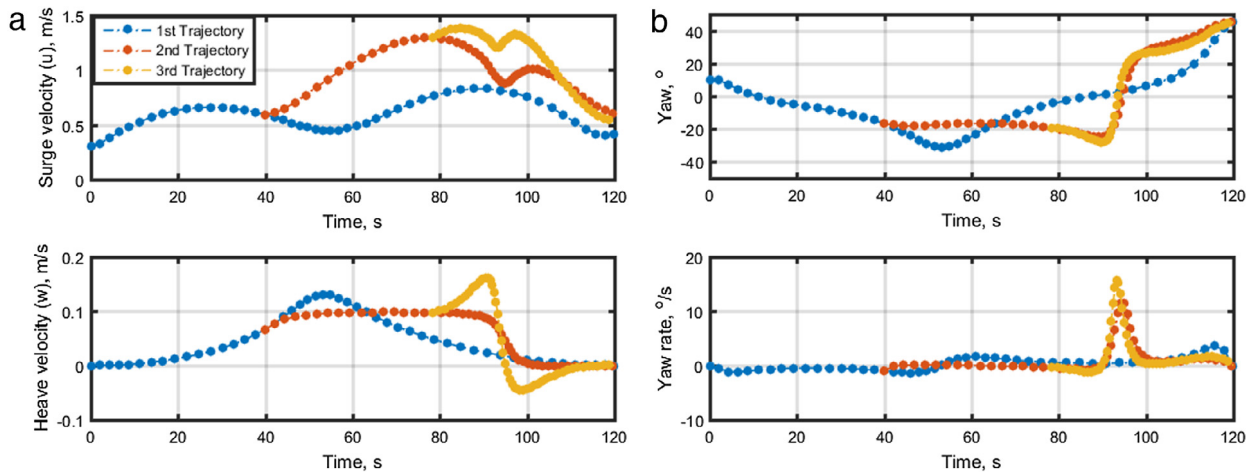 a
Surge velocity (u), m/s
1.5
1
0.5
0
1st Trajectory
2nd Trajectory
3rd Trajectory
0 20 40 60 80 100 120
Time, s
b
Yaw, °
40
20
0
-20
-40
0 20 40 60 80 100 120
Time, s
Heave velocity (w), m/s
0.2
0.1
0
-0.1
0 20 40 60 80 100 120
Time, s
Yaw rate, °/s
20
10
0
-10
0 20 40 60 80 100 120
Time, s